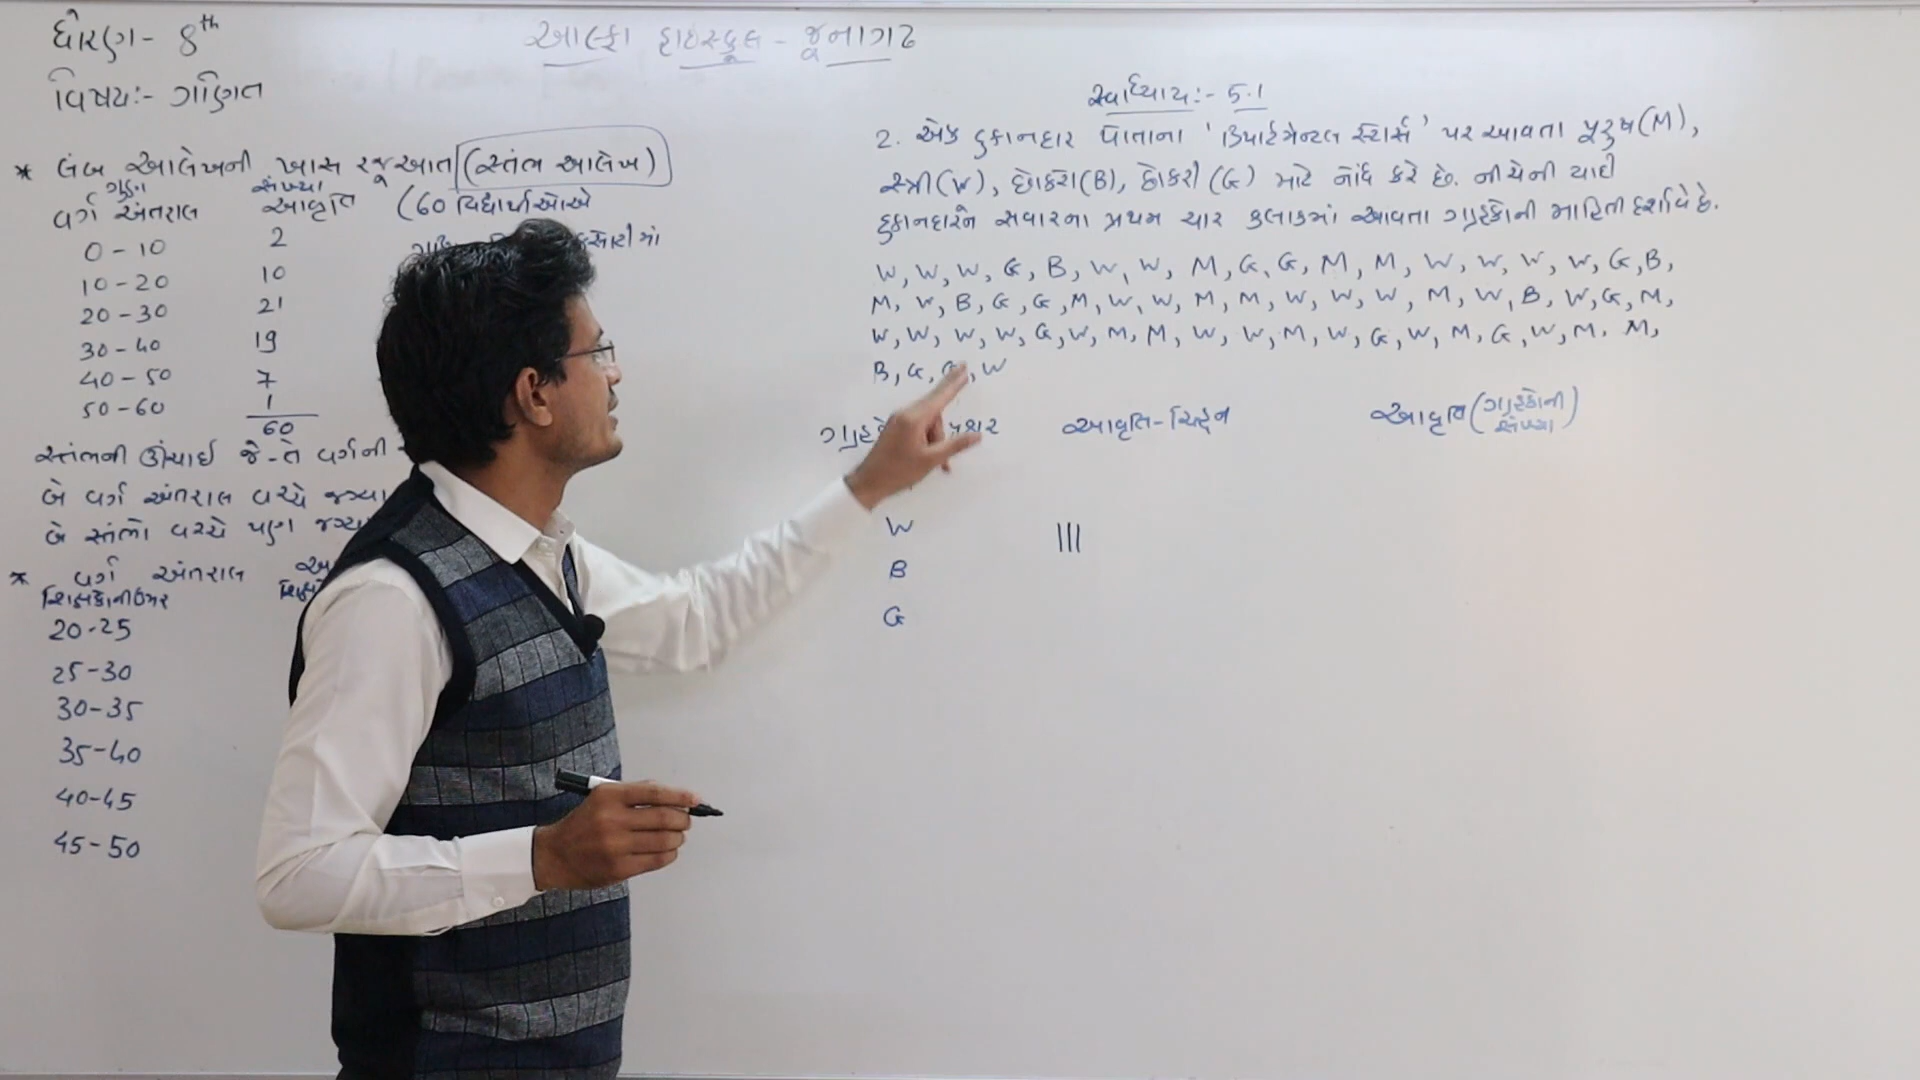 ધોરણ- 8th
વિષય:- ગણિત
આલ્ફા હાઇસ્કૂલ - જૂનાગઢ
* લંબ આલેખની ખાસ રજૂઆત (સ્તંભ આલેખ)
ગુણ સંખ્યા
વર્ગ અંતરાલ આવૃતિ (60 વિદ્યાર્થીઓએ
0-10 2
10-20 10
20-30 21
30-40 19
40-50 7
50-60 1
60
સ્તંભની ઊંચાઈ જે-તે વર્ગની
બે વર્ગ અંતરાલ વચ્ચે જગ્યા
બે સ્તંભો વચ્ચે પણ જગ્યા
* વર્ગ અંતરાલ
શિક્ષકોની ઉંમર
20-25
25-30
30-35
35-40
40-45
45-50
સ્વાધ્યાય:- 5.1
2. એક દુકાનદાર પોતાના 'ડિપાર્ટમેન્ટલ સ્ટોર્સ' પર આવતા પુરુષ(M),
સ્ત્રી(W), છોકરો(B), છોકરી(G) માટે નોંધ કરે છે. નીચેની યાદી
દુકાનદારને સવારના પ્રથમ ચાર કલાકમાં આવતા ગ્રાહકોની માહિતી દર્શાવે છે.
W, W, W, G, B, W, W, M, G, G, M, M, W, W, W, W, G, B,
M, W, B, G, G, M, W, W, M, M, W, W, W, M, W, B, W, G, M,
W, W, W, W, G, W, M, M, W, W, M, W, G, W, M, G, W, M, M,
B, G, G, W
આવૃતિ-ચિહ્ન આવૃતિ (ગ્રાહકોની સંખ્યા)
W |||
B
G